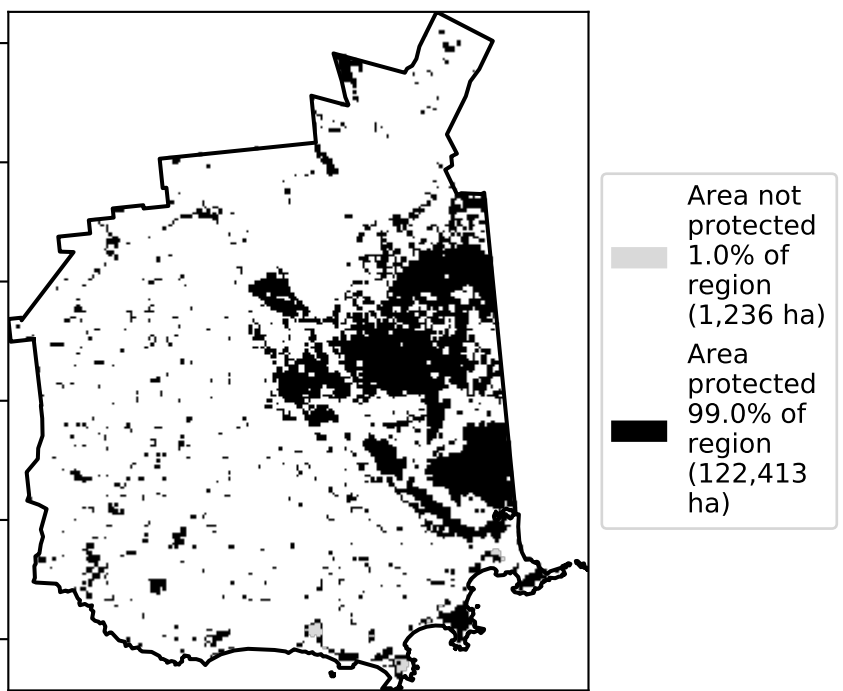 Area not
protected
1.0% of
region
(1,236 ha)
Area
protected
99.0% of
region
(122,413
ha)